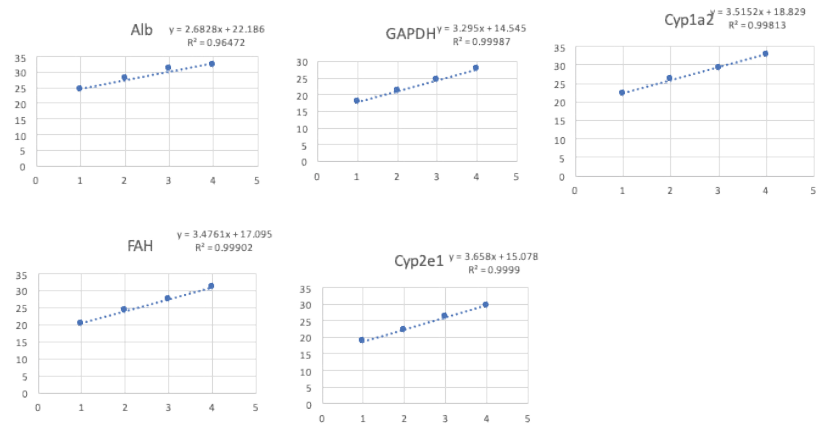 Alb
y = 2.6828x + 22.186
R² = 0.96472
35
30
25
20
15
10
5
0
0 1 2 3 4 5
GAPDH
y = 3.295x + 14.545
R² = 0.99987
30
25
20
15
10
5
0
0 1 2 3 4 5
Cyp1a2
y = 3.5152x + 18.829
R² = 0.99813
35
30
25
20
15
10
5
0
0 1 2 3 4 5
FAH
y = 3.4761x + 17.095
R² = 0.99902
35
30
25
20
15
10
5
0
0 1 2 3 4 5
Cyp2e1
y = 3.658x + 15.078
R² = 0.9999
35
30
25
20
15
10
5
0
0 1 2 3 4 5